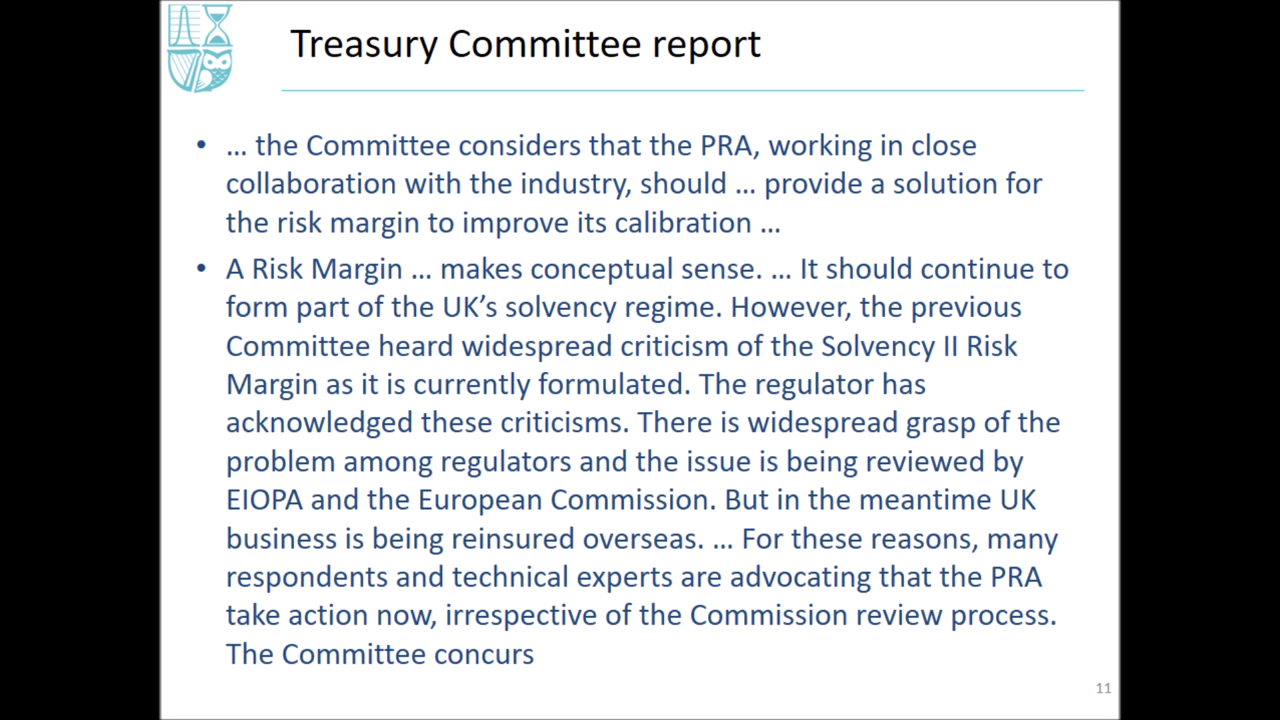 Treasury Committee report
• … the Committee considers that the PRA, working in close
collaboration with the industry, should … provide a solution for
the risk margin to improve its calibration …
• A Risk Margin … makes conceptual sense. … It should continue to
form part of the UK’s solvency regime. However, the previous
Committee heard widespread criticism of the Solvency II Risk
Margin as it is currently formulated. The regulator has
acknowledged these criticisms. There is widespread grasp of the
problem among regulators and the issue is being reviewed by
EIOPA and the European Commission. But in the meantime UK
business is being reinsured overseas. … For these reasons, many
respondents and technical experts are advocating that the PRA
take action now, irrespective of the Commission review process.
The Committee concurs
11